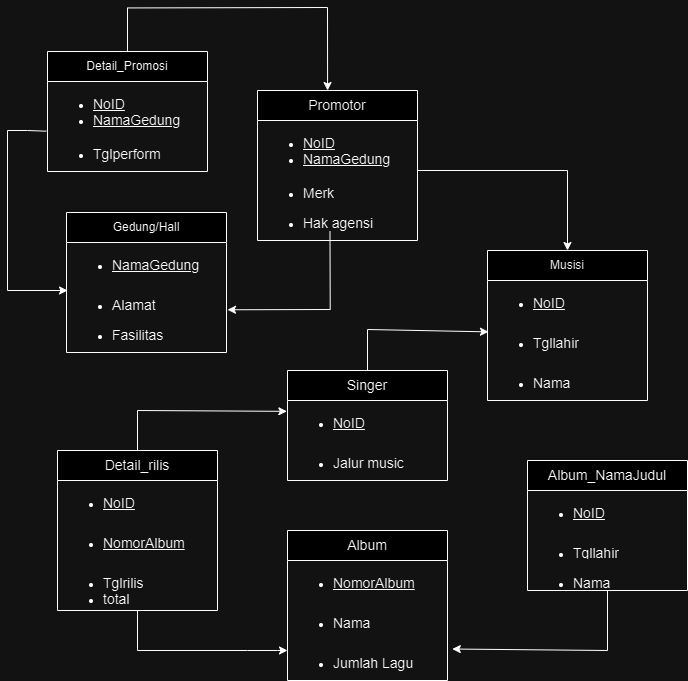 Detail_Promosi
NoID
NamaGedung
Tglperform
Promotor
NoID
NamaGedung
Merk
Hak agensi
Gedung/Hall
NamaGedung
Alamat
Fasilitas
Musisi
NoID
Tgllahir
Nama
Singer
NoID
Jalur music
Detail_rilis
NoID
NomorAlbum
Tglrilis
total
Album_NamaJudul
NoID
Tgllahir
Nama
Album
NomorAlbum
Nama
Jumlah Lagu